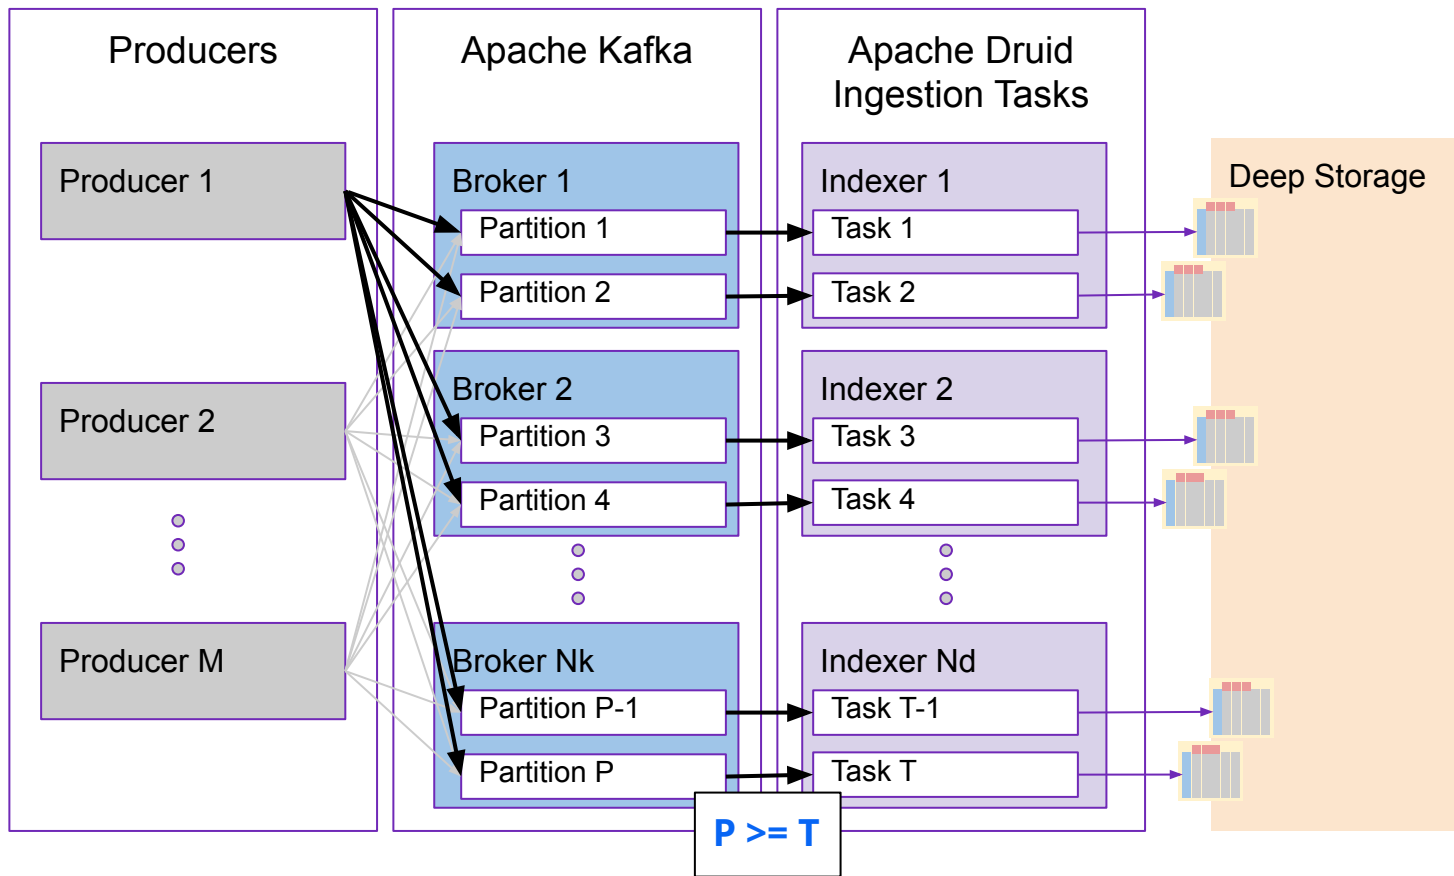 Producers
Producer 1
Producer 2
Producer M
Apache Kafka
Broker 1
Partition 1
Partition 2
Broker 2
Partition 3
Partition 4
Broker Nk
Partition P-1
Partition P
Apache Druid
Ingestion Tasks
Indexer 1
Task 1
Task 2
Indexer 2
Task 3
Task 4
Indexer Nd
Task T-1
Task T
P >= T
Deep Storage